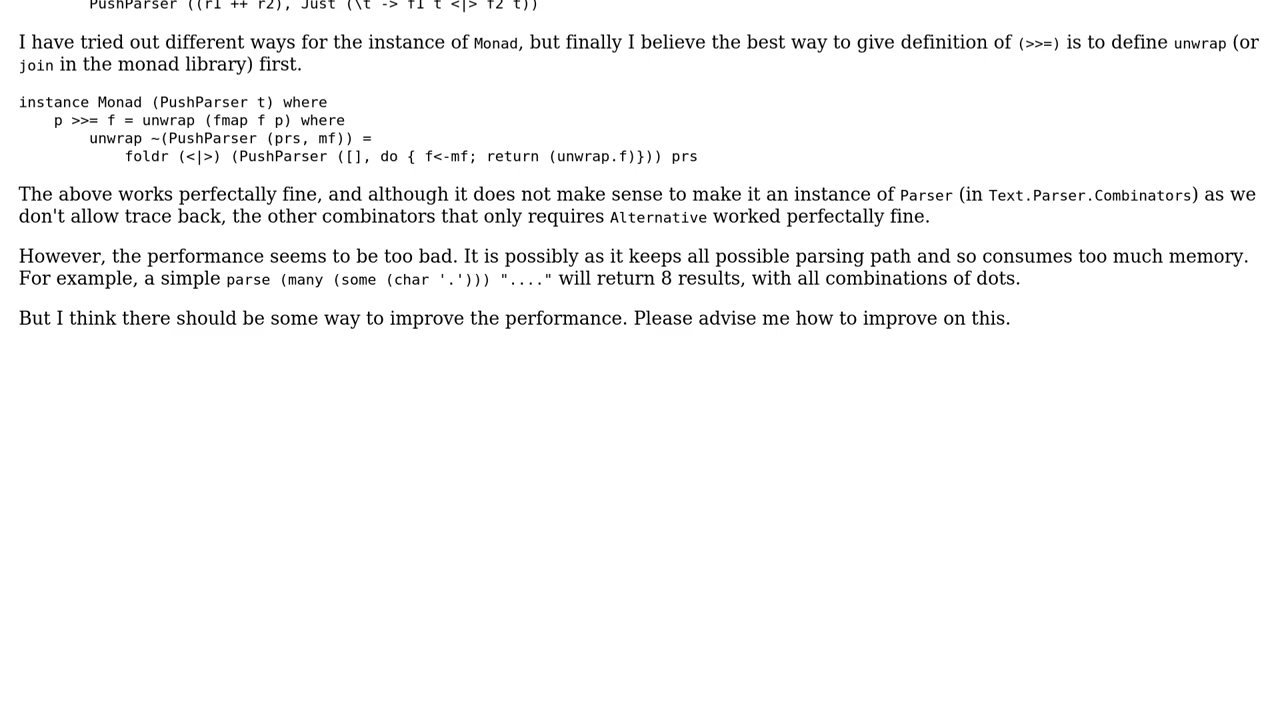 PushParser ((r1 ++ r2), Just (\t -> f1 t <|> f2 t))
I have tried out different ways for the instance of Monad, but finally I believe the best way to give definition of (>>=) is to define unwrap (or
join in the monad library) first.
instance Monad (PushParser t) where
    p >>= f = unwrap (fmap f p) where
        unwrap ~(PushParser (prs, mf)) =
            foldr (<|>) (PushParser ([], do { f<-mf; return (unwrap.f)})) prs
The above works perfectally fine, and although it does not make sense to make it an instance of Parser (in Text.Parser.Combinators) as we
don't allow trace back, the other combinators that only requires Alternative worked perfectally fine.
However, the performance seems to be too bad. It is possibly as it keeps all possible parsing path and so consumes too much memory.
For example, a simple parse (many (some (char '.'))) "...." will return 8 results, with all combinations of dots.
But I think there should be some way to improve the performance. Please advise me how to improve on this.